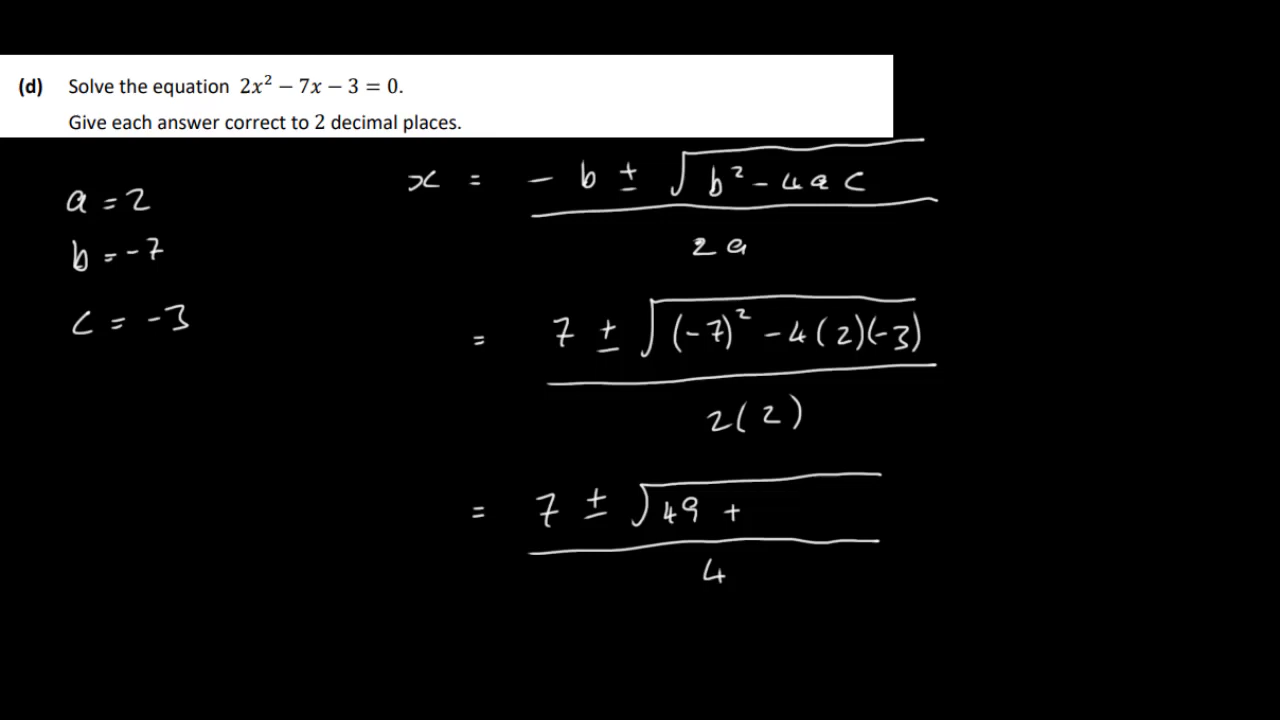 (d) Solve the equation 2x² − 7x − 3 = 0.
Give each answer correct to 2 decimal places.
a = 2
b = -7
c = -3
x = - b ± √(b² - 4ac)
2a
= 7 ± √((-7)² - 4(2)(-3))
2(2)
= 7 ± √(49 +
4